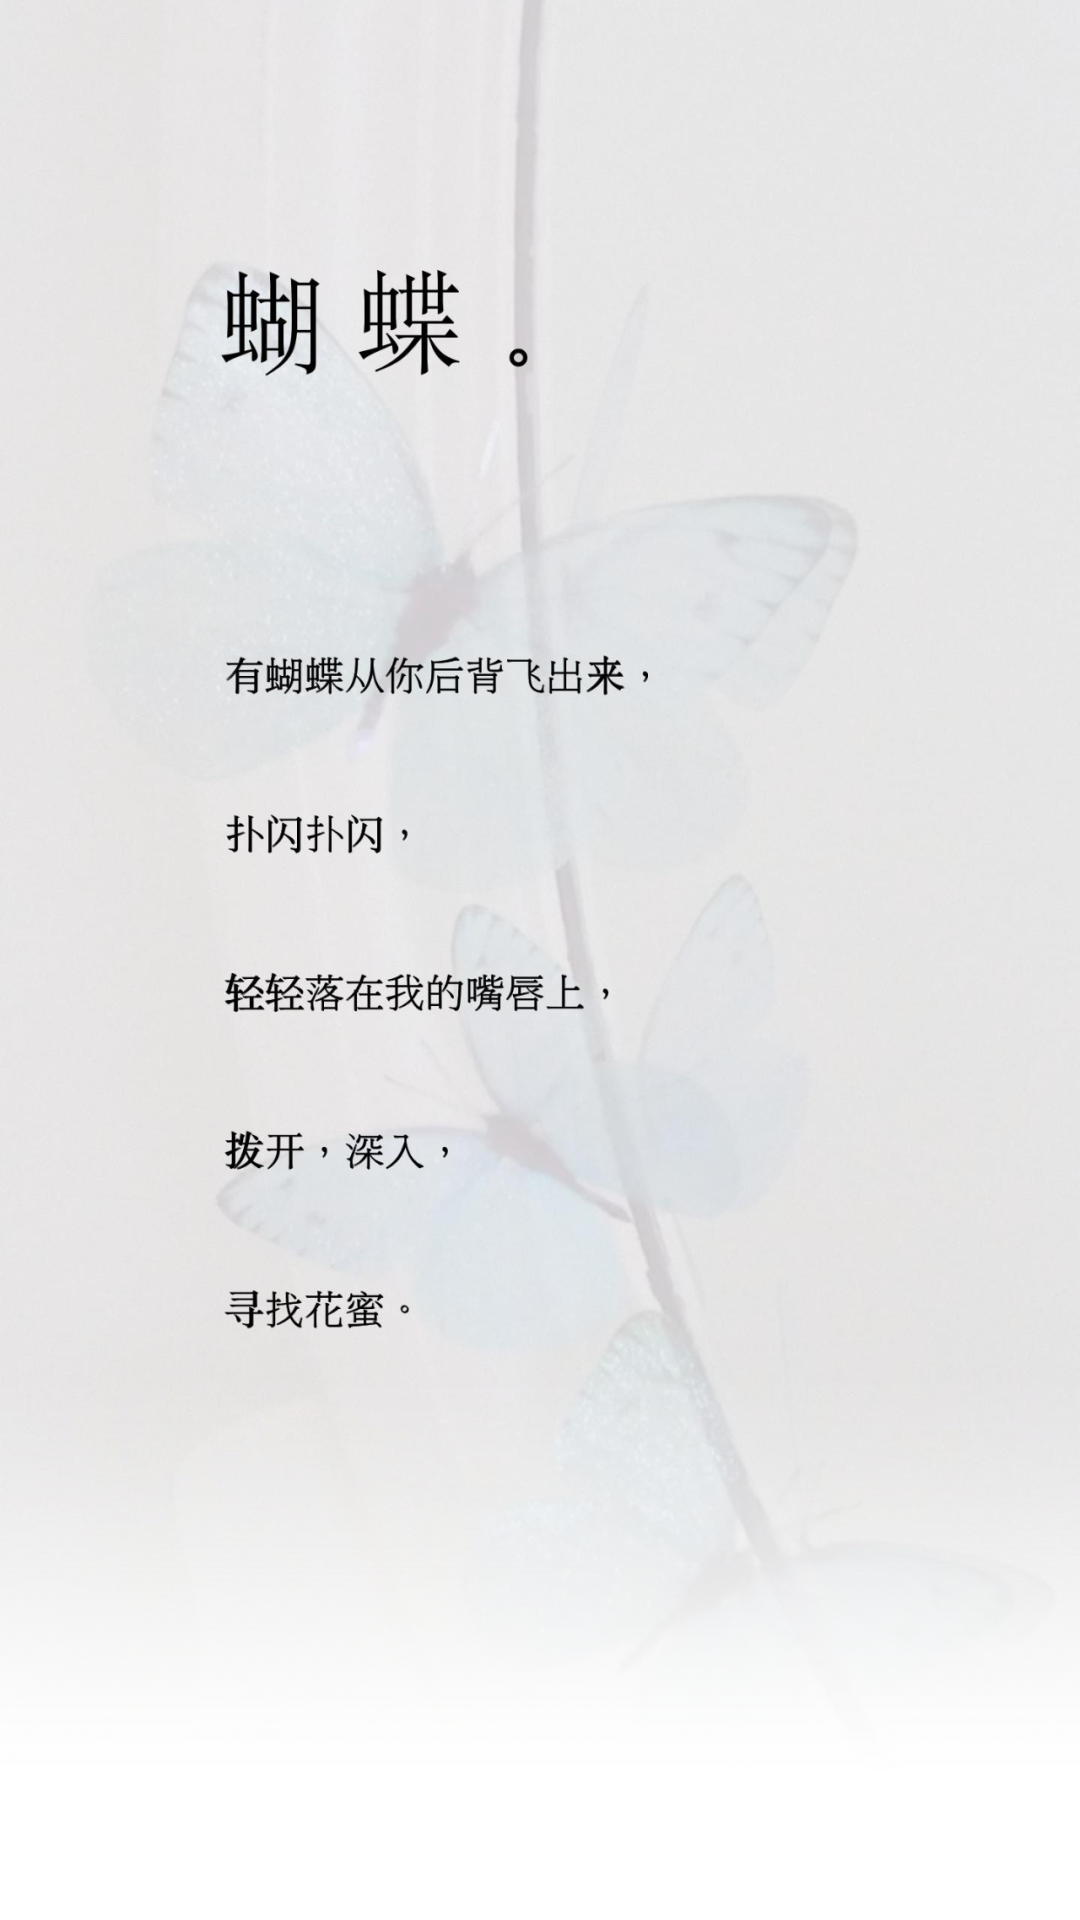 蝴蝶。
有蝴蝶从你后背飞出来，
扑闪扑闪，
轻轻落在我的嘴唇上，
拨开，深入，
寻找花蜜。